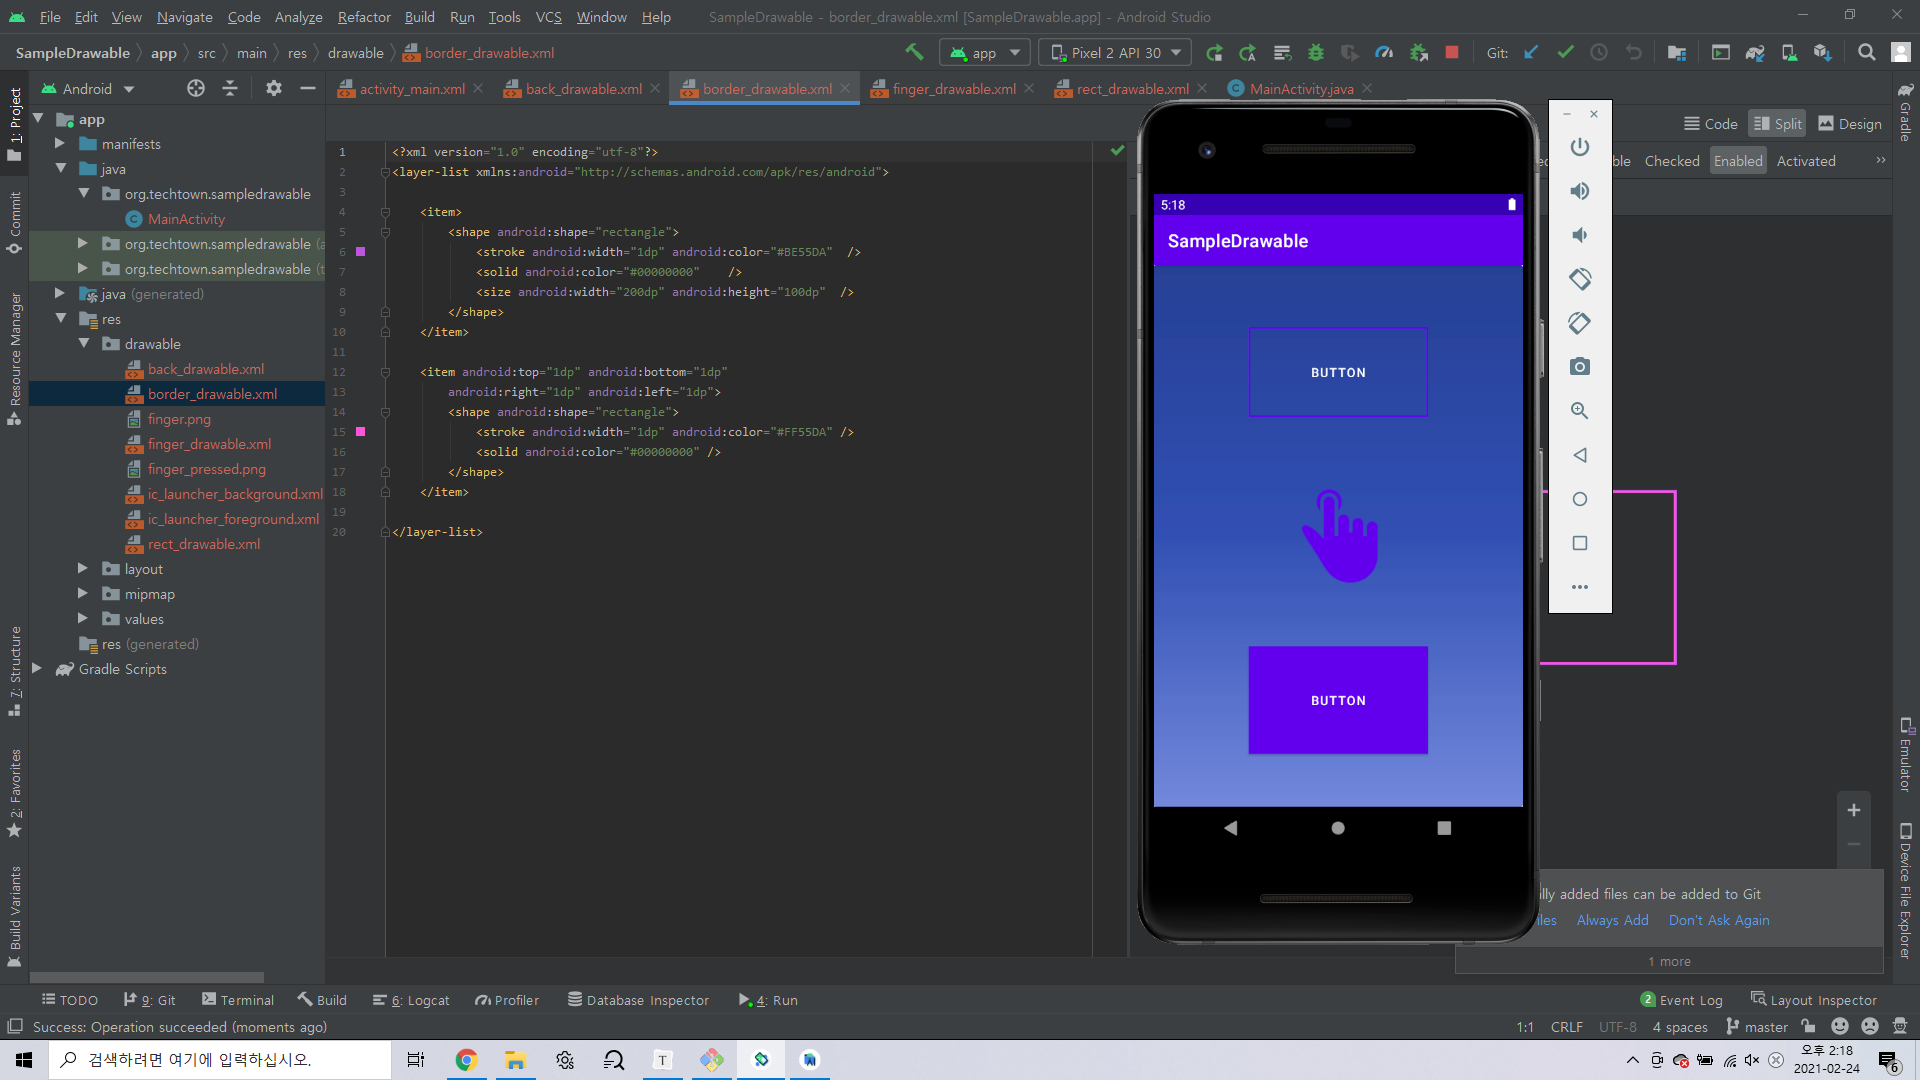 File Edit View Navigate Code Analyze Refactor Build Run Tools VCS Window Help SampleDrawable - border_drawable.xml [SampleDrawable.app] - Android Studio
SampleDrawable app src main res drawable border_drawable.xml app Pixel 2 API 30 Git:
Android
activity_main.xml back_drawable.xml border_drawable.xml finger_drawable.xml rect_drawable.xml MainActivity.java
Code Split Design
Checked Enabled Activated
1: Project
Commit
Resource Manager
7: Structure
2: Favorites
Build Variants
app
manifests
java
org.techtown.sampledrawable
MainActivity
org.techtown.sampledrawable (a
org.techtown.sampledrawable (t
java (generated)
res
drawable
back_drawable.xml
border_drawable.xml
finger.png
finger_drawable.xml
finger_pressed.png
ic_launcher_background.xml
ic_launcher_foreground.xml
rect_drawable.xml
layout
mipmap
values
res (generated)
Gradle Scripts
1 <?xml version="1.0" encoding="utf-8"?>
2 <layer-list xmlns:android="http://schemas.android.com/apk/res/android">
3
4 <item>
5 <shape android:shape="rectangle">
6 <stroke android:width="1dp" android:color="#BE55DA" />
7 <solid android:color="#00000000" />
8 <size android:width="200dp" android:height="100dp" />
9 </shape>
10 </item>
11
12 <item android:top="1dp" android:bottom="1dp"
13 android:right="1dp" android:left="1dp">
14 <shape android:shape="rectangle">
15 <stroke android:width="1dp" android:color="#FF55DA" />
16 <solid android:color="#00000000" />
17 </shape>
18 </item>
19
20 </layer-list>
5:18
SampleDrawable
BUTTON
BUTTON
Gradle
Emulator
Device File Explorer
lly added files can be added to Git
Always Add Don't Ask Again
1 more
TODO 9: Git Terminal Build 6: Logcat Profiler Database Inspector 4: Run 2 Event Log Layout Inspector
Success: Operation succeeded (moments ago) 1:1 CRLF UTF-8 4 spaces master
검색하려면 여기에 입력하십시오. 오후 2:18
2021-02-24
6